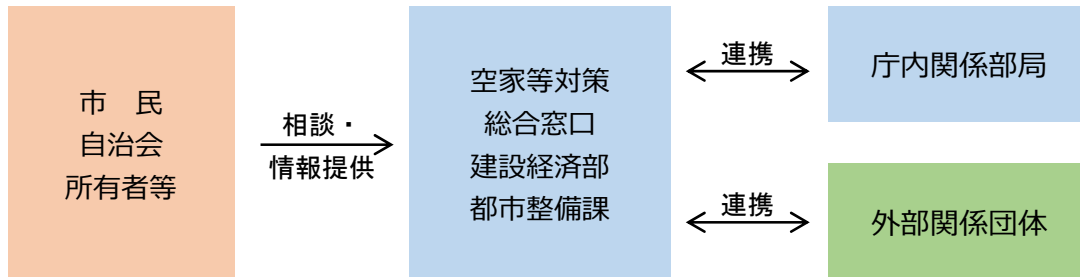 市　民
自治会
所有者等
相談・
情報提供
空家等対策
総合窓口
建設経済部
都市整備課
連携
庁内関係部局
連携
外部関係団体